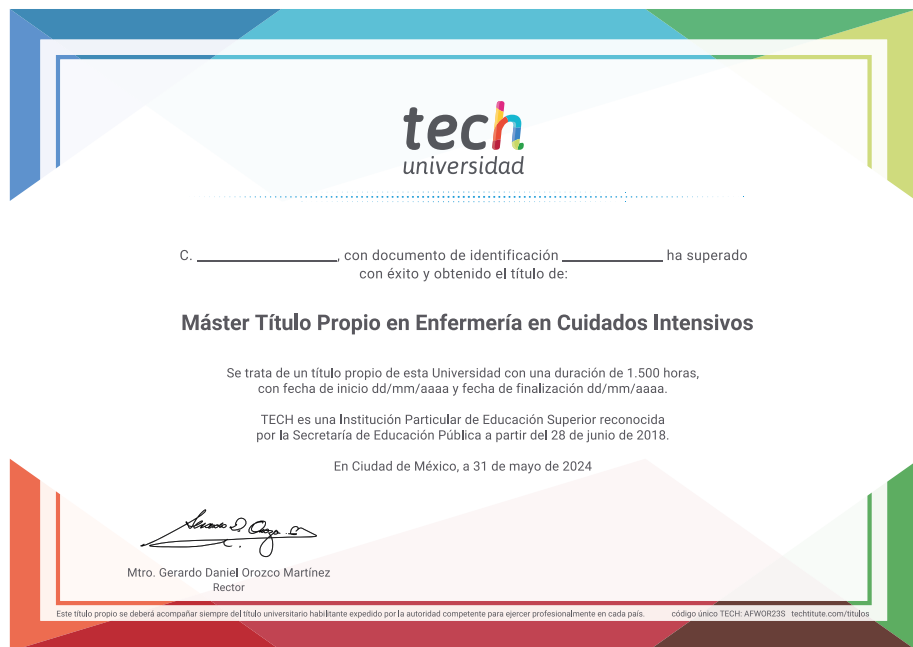 tech
universidad
C. , con documento de identificación ha superado
con éxito y obtenido el título de:
Máster Título Propio en Enfermería en Cuidados Intensivos
Se trata de un título propio de esta Universidad con una duración de 1.500 horas,
con fecha de inicio dd/mm/aaaa y fecha de finalización dd/mm/aaaa.
TECH es una Institución Particular de Educación Superior reconocida
por la Secretaría de Educación Pública a partir del 28 de junio de 2018.
En Ciudad de México, a 31 de mayo de 2024
Mtro. Gerardo Daniel Orozco Martínez
Rector
Este título propio se deberá acompañar siempre del título universitario habilitante expedido por la autoridad competente para ejercer profesionalmente en cada país. código único TECH: AFWOR23S techtitute.com/titulos